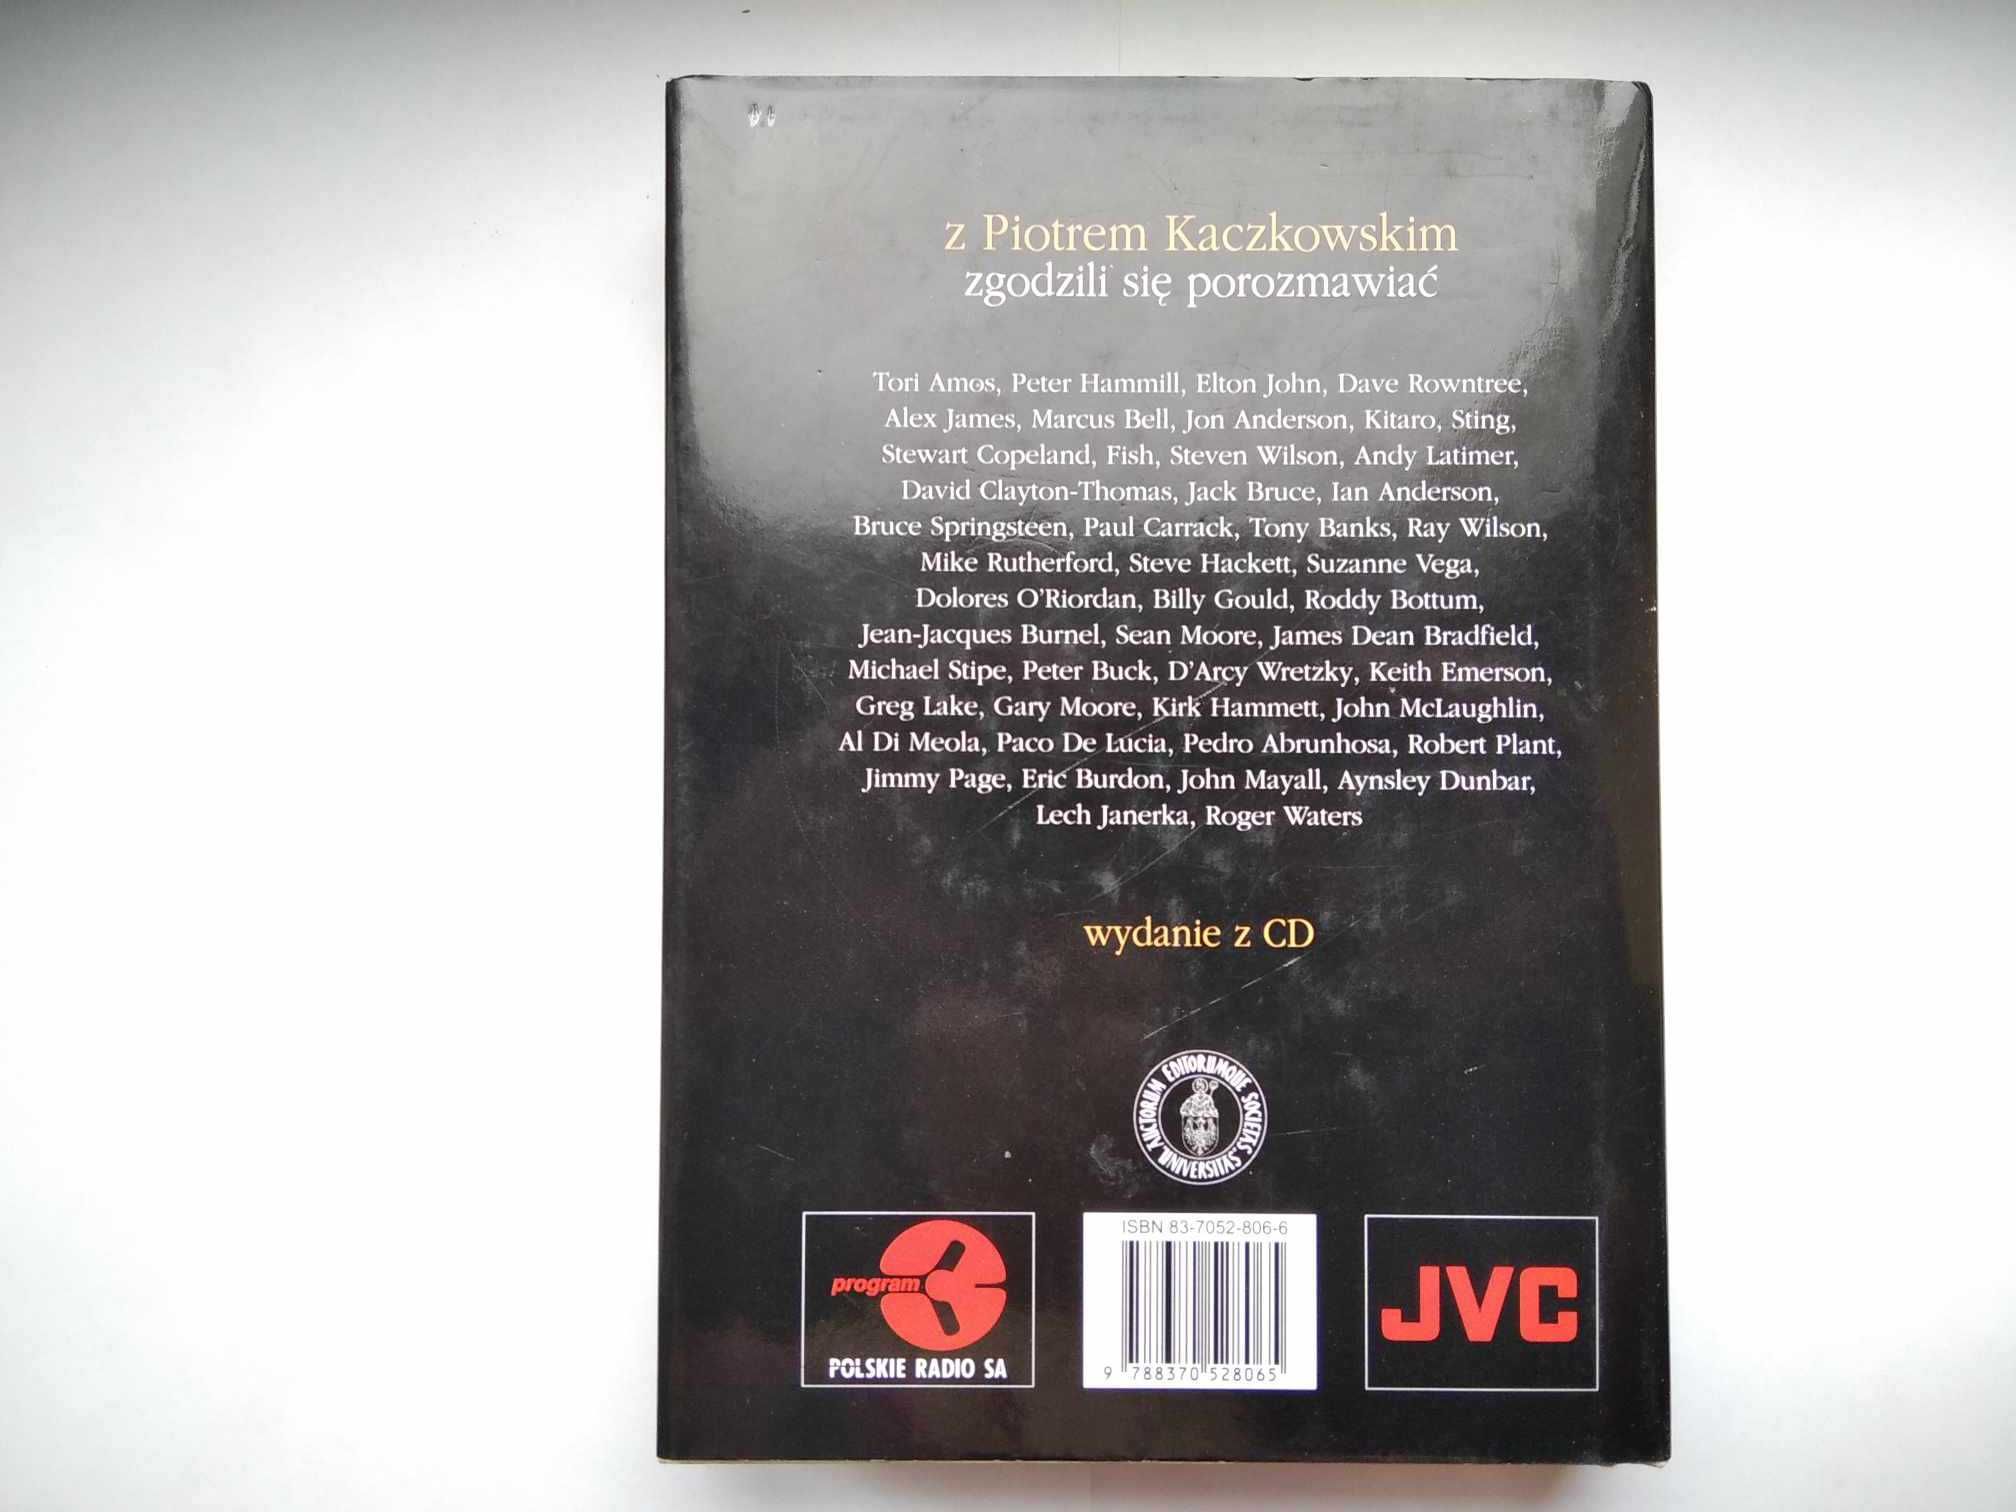 z Piotrem Kaczkowskim
zgodzili się porozmawiać
Tori Amos, Peter Hammill, Elton John, Dave Rowntree,
Alex James, Marcus Bell, Jon Anderson, Kitaro, Sting,
Stewart Copeland, Fish, Steven Wilson, Andy Latimer,
David Clayton-Thomas, Jack Bruce, Ian Anderson,
Bruce Springsteen, Paul Carrack, Tony Banks, Ray Wilson,
Mike Rutherford, Steve Hackett, Suzanne Vega,
Dolores O'Riordan, Billy Gould, Roddy Bottum,
Jean-Jacques Burnel, Sean Moore, James Dean Bradfield,
Michael Stipe, Peter Buck, D'Arcy Wretzky, Keith Emerson,
Greg Lake, Gary Moore, Kirk Hammett, John McLaughlin,
Al Di Meola, Paco De Lucia, Pedro Abrunhosa, Robert Plant,
Jimmy Page, Eric Burdon, John Mayall, Aynsley Dunbar,
Lech Janerka, Roger Waters
wydanie z CD
AUCTORUM EDITORUMQUE SOCIETAS
"UNIVERSITAS"
program
POLSKIE RADIO SA
ISBN 83-7052-806-6
9 788370 528065
JVC